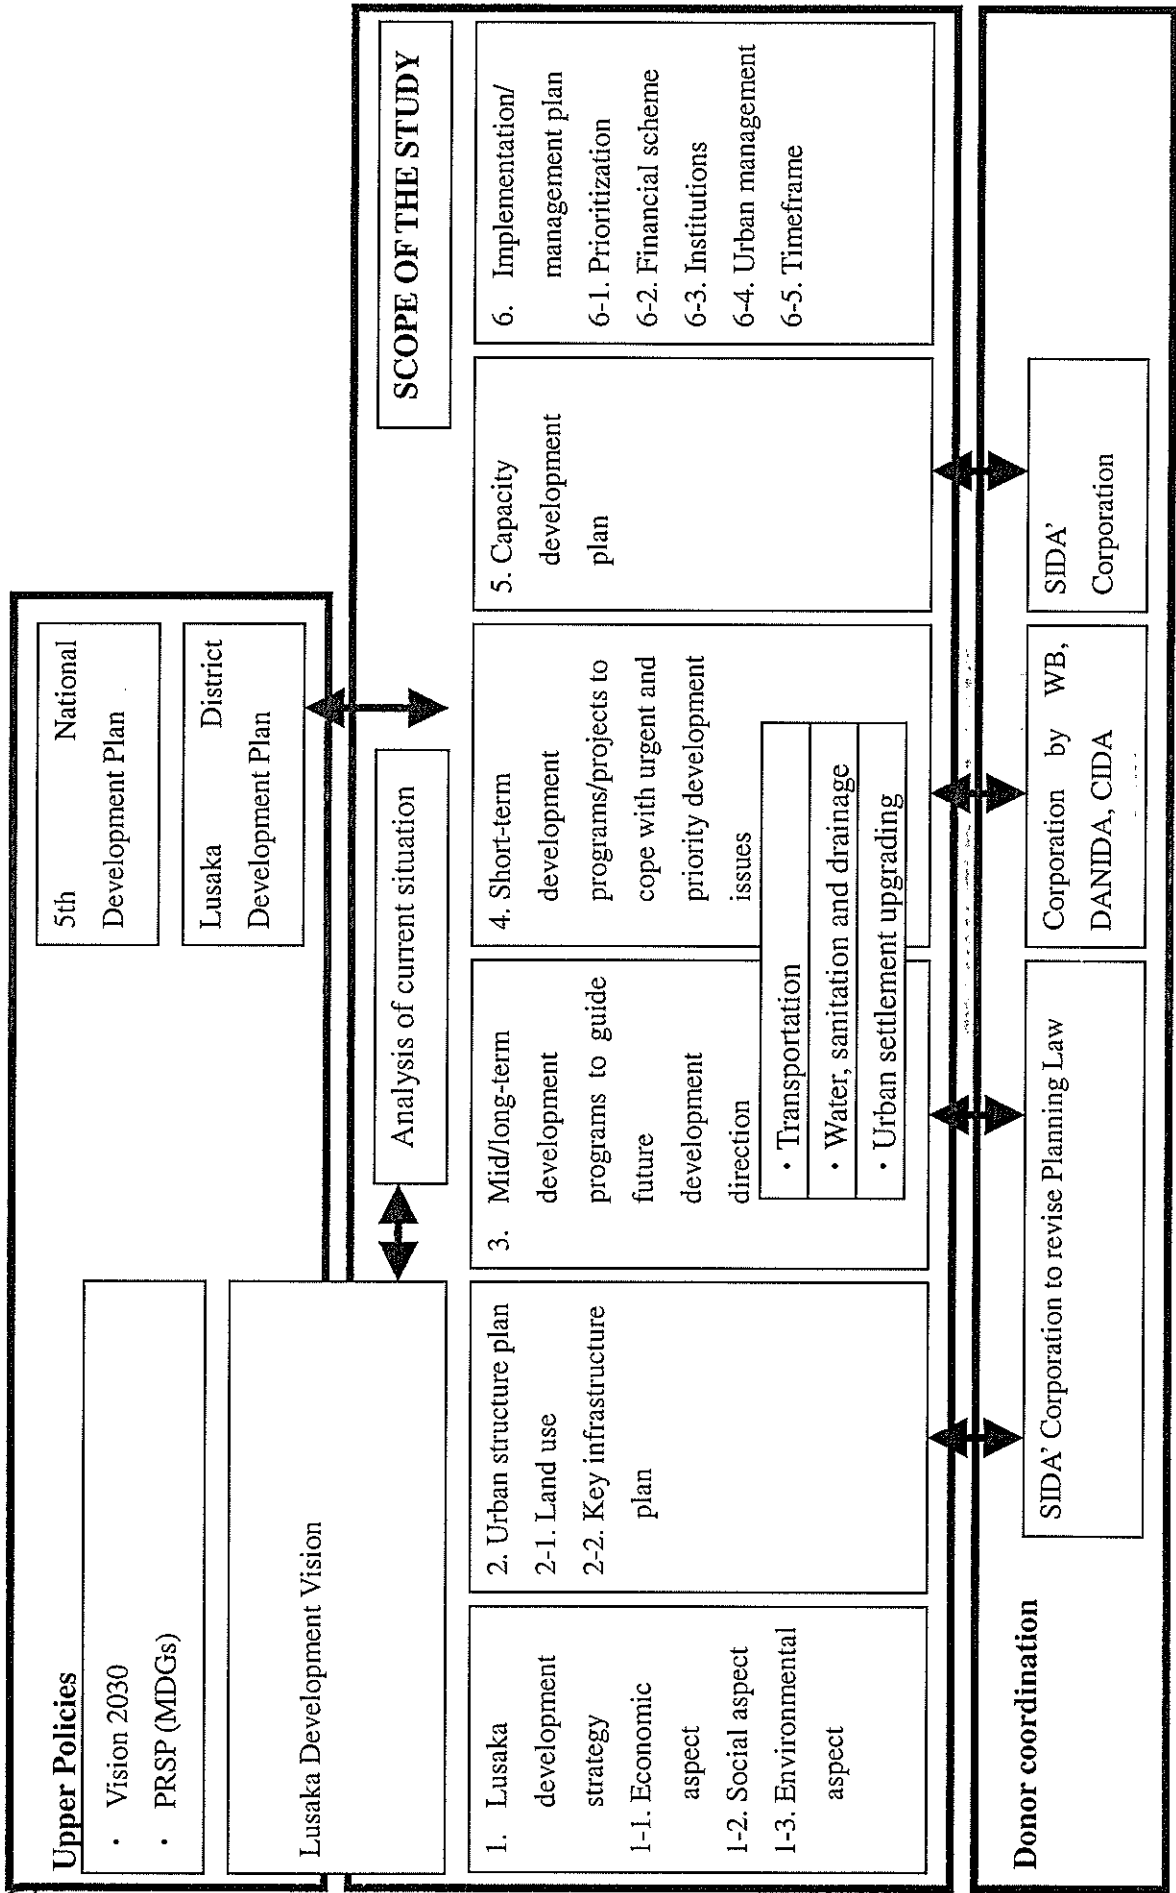 Upper Policies
· Vision 2030
· PRSP (MDGs)
5th National
Development Plan
Lusaka District
Development Plan
Lusaka Development Vision
Analysis of current situation
SCOPE OF THE STUDY
1. Lusaka
development
strategy
1-1. Economic
aspect
1-2. Social aspect
1-3. Environmental
aspect
2. Urban structure plan
2-1. Land use
2-2. Key infrastructure
plan
3. Mid/long-term
development
programs to guide
future
development
direction
4. Short-term
development
programs/projects to
cope with urgent and
priority development
issues
· Transportation
· Water, sanitation and drainage
· Urban settlement upgrading
5. Capacity
development
plan
6. Implementation/
management plan
6-1. Prioritization
6-2. Financial scheme
6-3. Institutions
6-4. Urban management
6-5. Timeframe
Donor coordination
SIDA' Corporation to revise Planning Law
Corporation by WB,
DANIDA, CIDA
SIDA'
Corporation